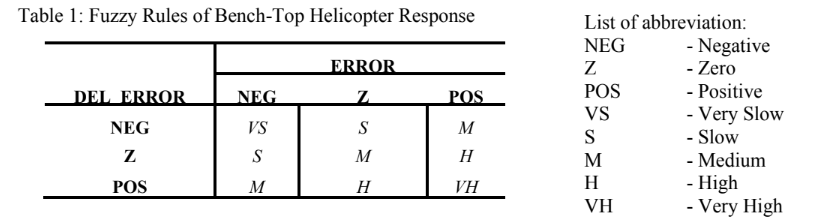 Table 1: Fuzzy Rules of Bench-Top Helicopter Response
ERROR
DEL_ERROR NEG Z POS
NEG VS S M
Z S M H
POS M H VH
List of abbreviation:
NEG - Negative
Z - Zero
POS - Positive
VS - Very Slow
S - Slow
M - Medium
H - High
VH - Very High